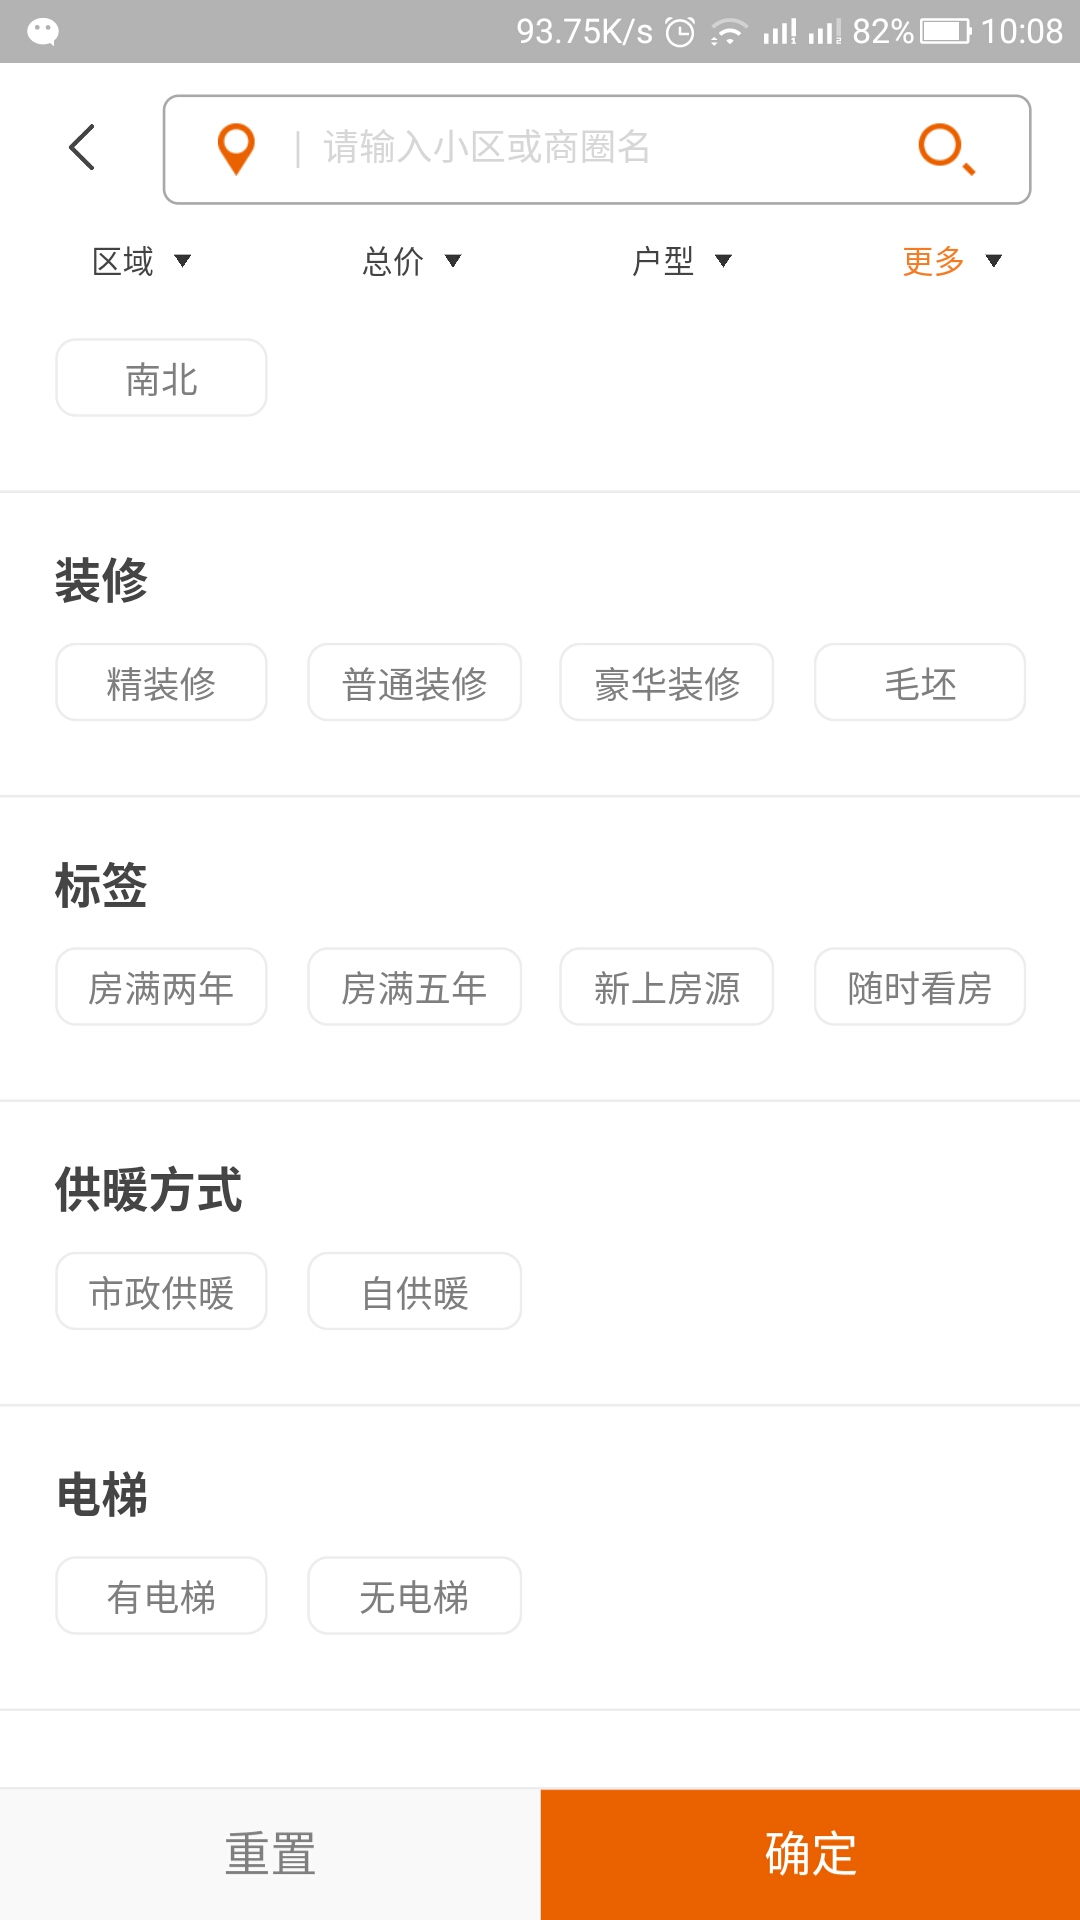 93.75K/s 82% 10:08
请输入小区或商圈名
区域 总价 户型 更多
南北
装修
精装修 普通装修 豪华装修 毛坯
标签
房满两年 房满五年 新上房源 随时看房
供暖方式
市政供暖 自供暖
电梯
有电梯 无电梯
重置 确定